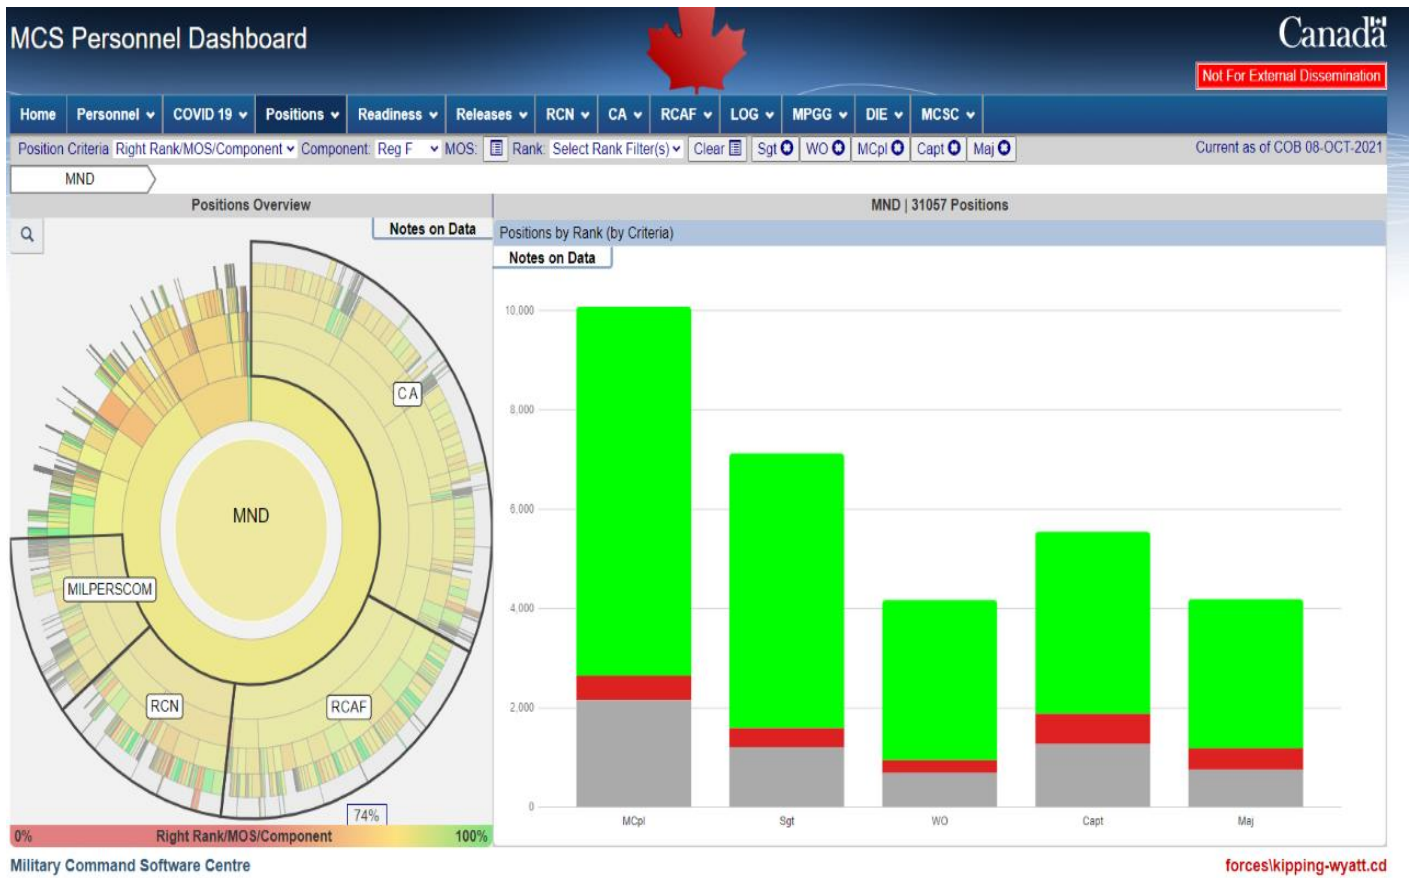 MCS Personnel Dashboard
Canada
Not For External Dissemination
Home Personnel COVID 19 Positions Readiness Releases RCN CA RCAF LOG MPGG DIE MCSC
Position Criteria Right Rank/MOS/Component Component: Reg F MOS: Rank: Select Rank Filter(s) Clear Sgt WO MCpl Capt Maj Current as of COB 08-OCT-2021
MND
Positions Overview
Notes on Data
CA
MND
MILPERSCOM
RCN
RCAF
74%
0% Right Rank/MOS/Component 100%
MND | 31057 Positions
Positions by Rank (by Criteria)
Notes on Data
10,000
8,000
6,000
4,000
2,000
0
MCpl Sgt WO Capt Maj
Military Command Software Centre
forces\kipping-wyatt.cd